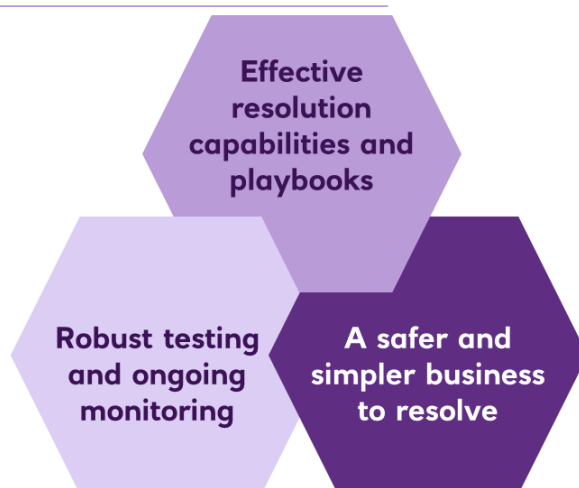 Effective
resolution
capabilities and
playbooks
Robust testing
and ongoing
monitoring
A safer and
simpler business
to resolve